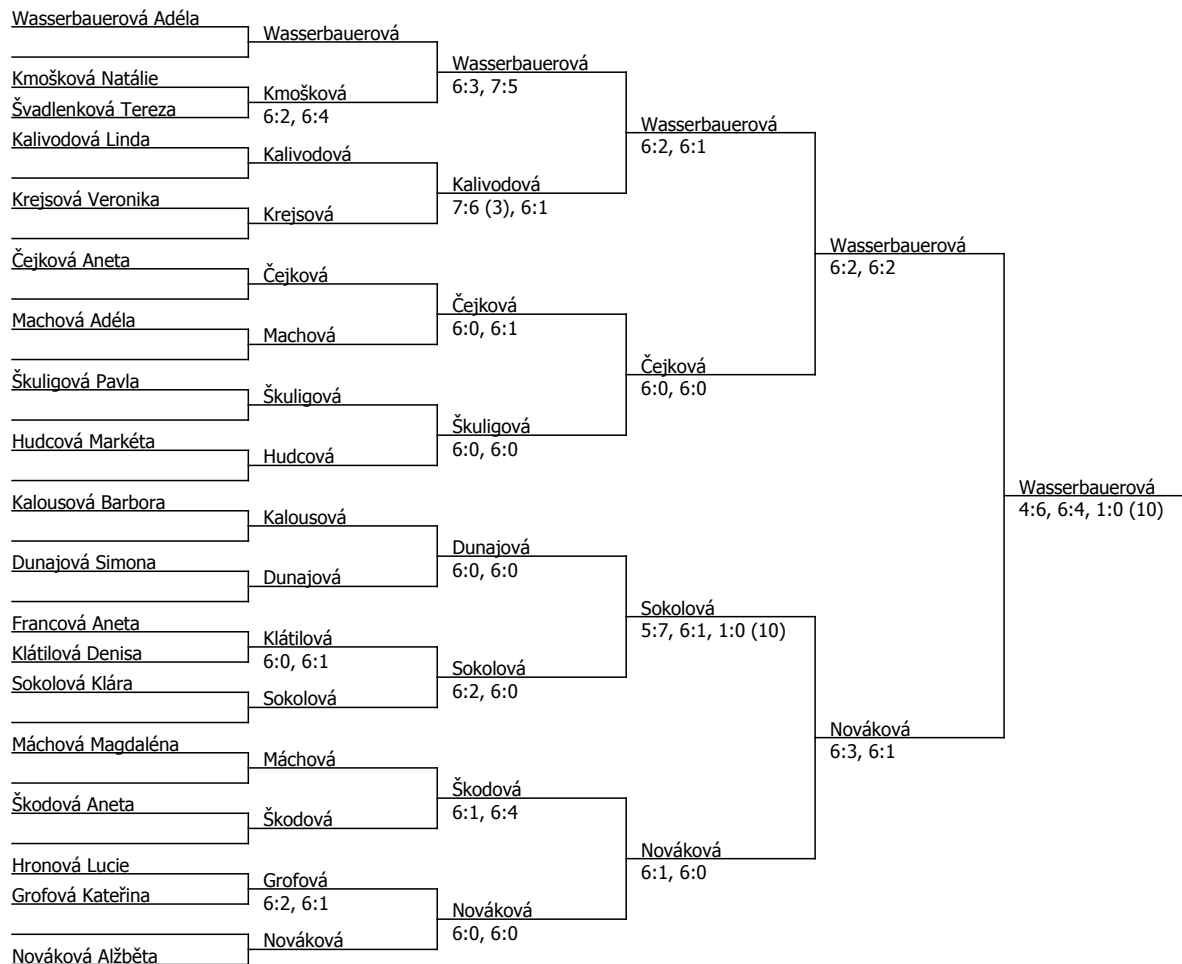 Wasserbauerová Adéla
Wasserbauerová
Wasserbauerová
6:3, 7:5
Kmošková Natálie
Kmošková
6:2, 6:4
Švadlenková Tereza
Wasserbauerová
6:2, 6:1
Kalivodová Linda
Kalivodová
Kalivodová
7:6 (3), 6:1
Krejsová Veronika
Krejsová
Wasserbauerová
6:2, 6:2
Čejková Aneta
Čejková
Čejková
6:0, 6:1
Machová Adéla
Machová
Čejková
6:0, 6:0
Škuligová Pavla
Škuligová
Škuligová
6:0, 6:0
Hudcová Markéta
Hudcová
Wasserbauerová
4:6, 6:4, 1:0 (10)
Kalousová Barbora
Kalousová
Dunajová
6:0, 6:0
Dunajová Simona
Dunajová
Sokolová
5:7, 6:1, 1:0 (10)
Francová Aneta
Klátilová
6:0, 6:1
Klátilová Denisa
Sokolová
6:2, 6:0
Sokolová Klára
Sokolová
Nováková
6:3, 6:1
Máchová Magdaléna
Máchová
Škodová
6:1, 6:4
Škodová Aneta
Škodová
Nováková
6:1, 6:0
Hronová Lucie
Grofová
6:2, 6:1
Grofová Kateřina
Nováková
6:0, 6:0
Nováková
Nováková Alžběta